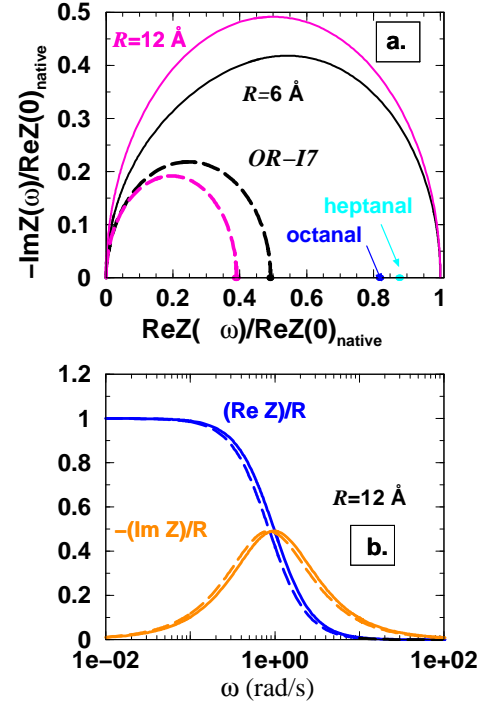 0.5
R=12 Å
a.
0.4
R=6 Å
0.3
OR−I7
0.2
heptanal
octanal
0.1
0
0 0.2 0.4 0.6 0.8 1
−ImZ(ω)/ReZ(0)native
ReZ( ω)/ReZ(0)native
1.2
(Re Z)/R
1
0.8
R=12 Å
0.6
−(Im Z)/R
b.
0.4
0.2
0
1e−02 1e+00 1e+02
ω (rad/s)